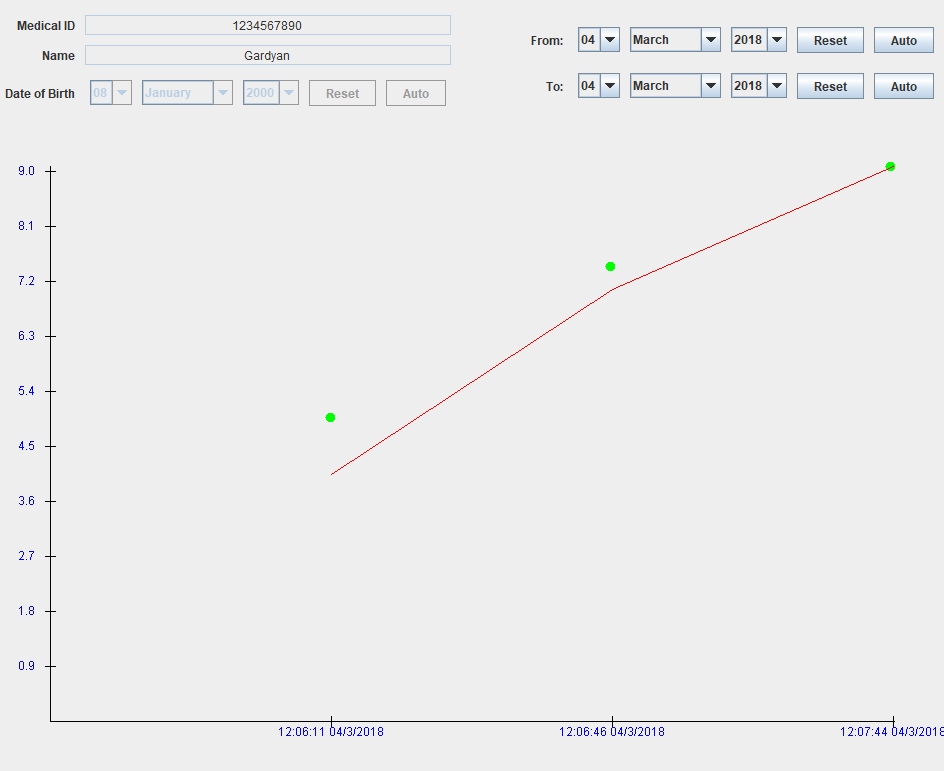 Medical ID 1234567890
Name Gardyan
Date of Birth 08 January 2000 Reset Auto
From: 04 March 2018 Reset Auto
To: 04 March 2018 Reset Auto
9.0
8.1
7.2
6.3
5.4
4.5
3.6
2.7
1.8
0.9
12:06:11 04/3/2018 12:06:46 04/3/2018 12:07:44 04/3/2018